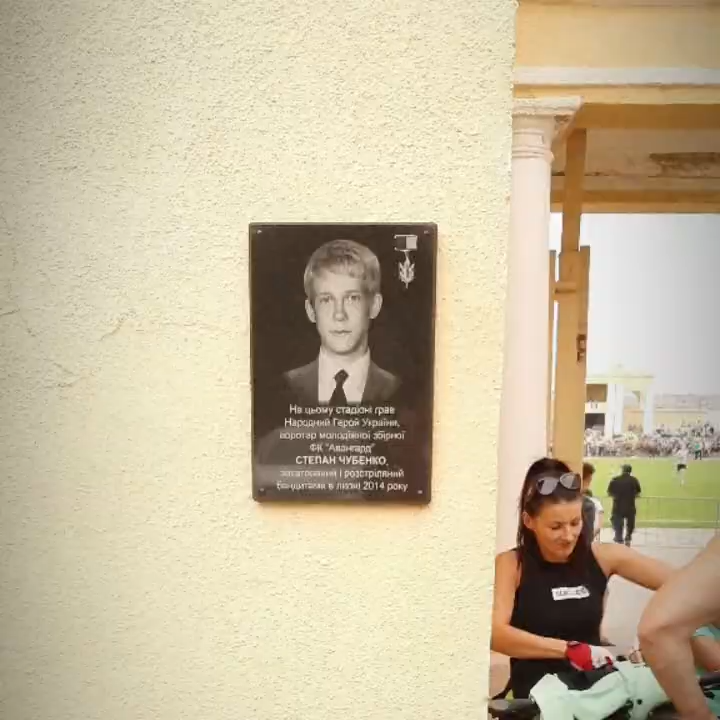 На цьому стадіоні грав
Народний Герой України,
воротар молодіжної збірної
ФК "Авангард"
СТЕПАН ЧУБЕНКО,
закатований і розстріляний
бандитами в липні 2014 року